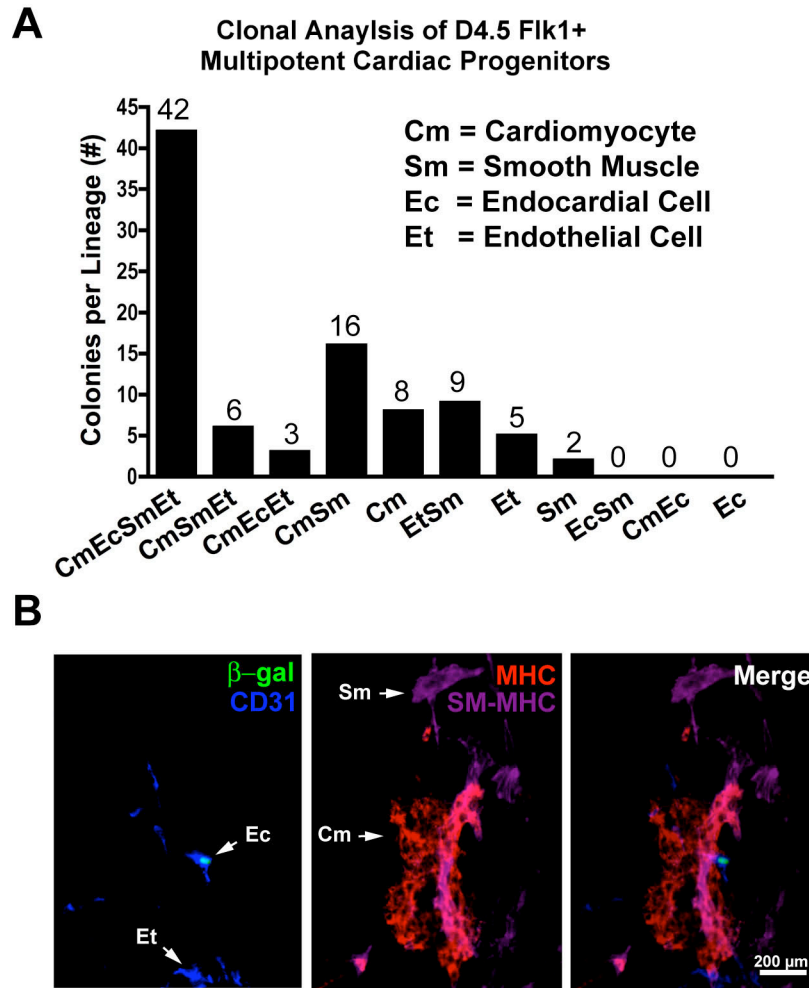 A
Clonal Anaylsis of D4.5 Flk1+
Multipotent Cardiac Progenitors
Colonies per Lineage (#)
45
40
35
30
25
20
15
10
5
0
42
6
3
16
8
9
5
2
0
0
0
Cm = Cardiomyocyte
Sm = Smooth Muscle
Ec = Endocardial Cell
Et = Endothelial Cell
CmEcSmEt
CmSmEt
CmEcEt
CmSm
Cm
EtSm
Et
Sm
EcSm
CmEc
Ec
B
β–gal
CD31
Ec
Et
MHC
SM-MHC
Sm
Cm
Merge
200 µm